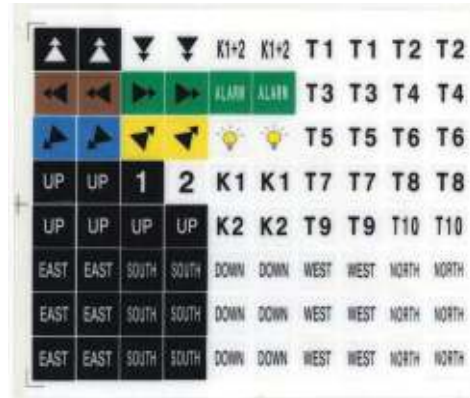 K1+2 K1+2 T1 T1 T2 T2
ALARM ALARM T3 T3 T4 T4
T5 T5 T6 T6
UP UP 1 2 K1 K1 T7 T7 T8 T8
UP UP UP UP K2 K2 T9 T9 T10 T10
EAST EAST SOUTH SOUTH DOWN DOWN WEST WEST NORTH NORTH
EAST EAST SOUTH SOUTH DOWN DOWN WEST WEST NORTH NORTH
EAST EAST SOUTH SOUTH DOWN DOWN WEST WEST NORTH NORTH